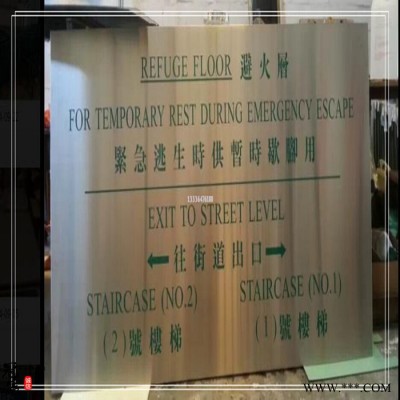 REFUGE FLOOR 避火層
FOR TEMPORARY REST DURING EMERGENCY ESCAPE
緊急逃生時供暫時歇腳用
EXIT TO STREET LEVEL
←往街道出口→
STAIRCASE (NO.2) STAIRCASE (NO.1)
(2)號樓梯 (1)號樓梯
www.***.com